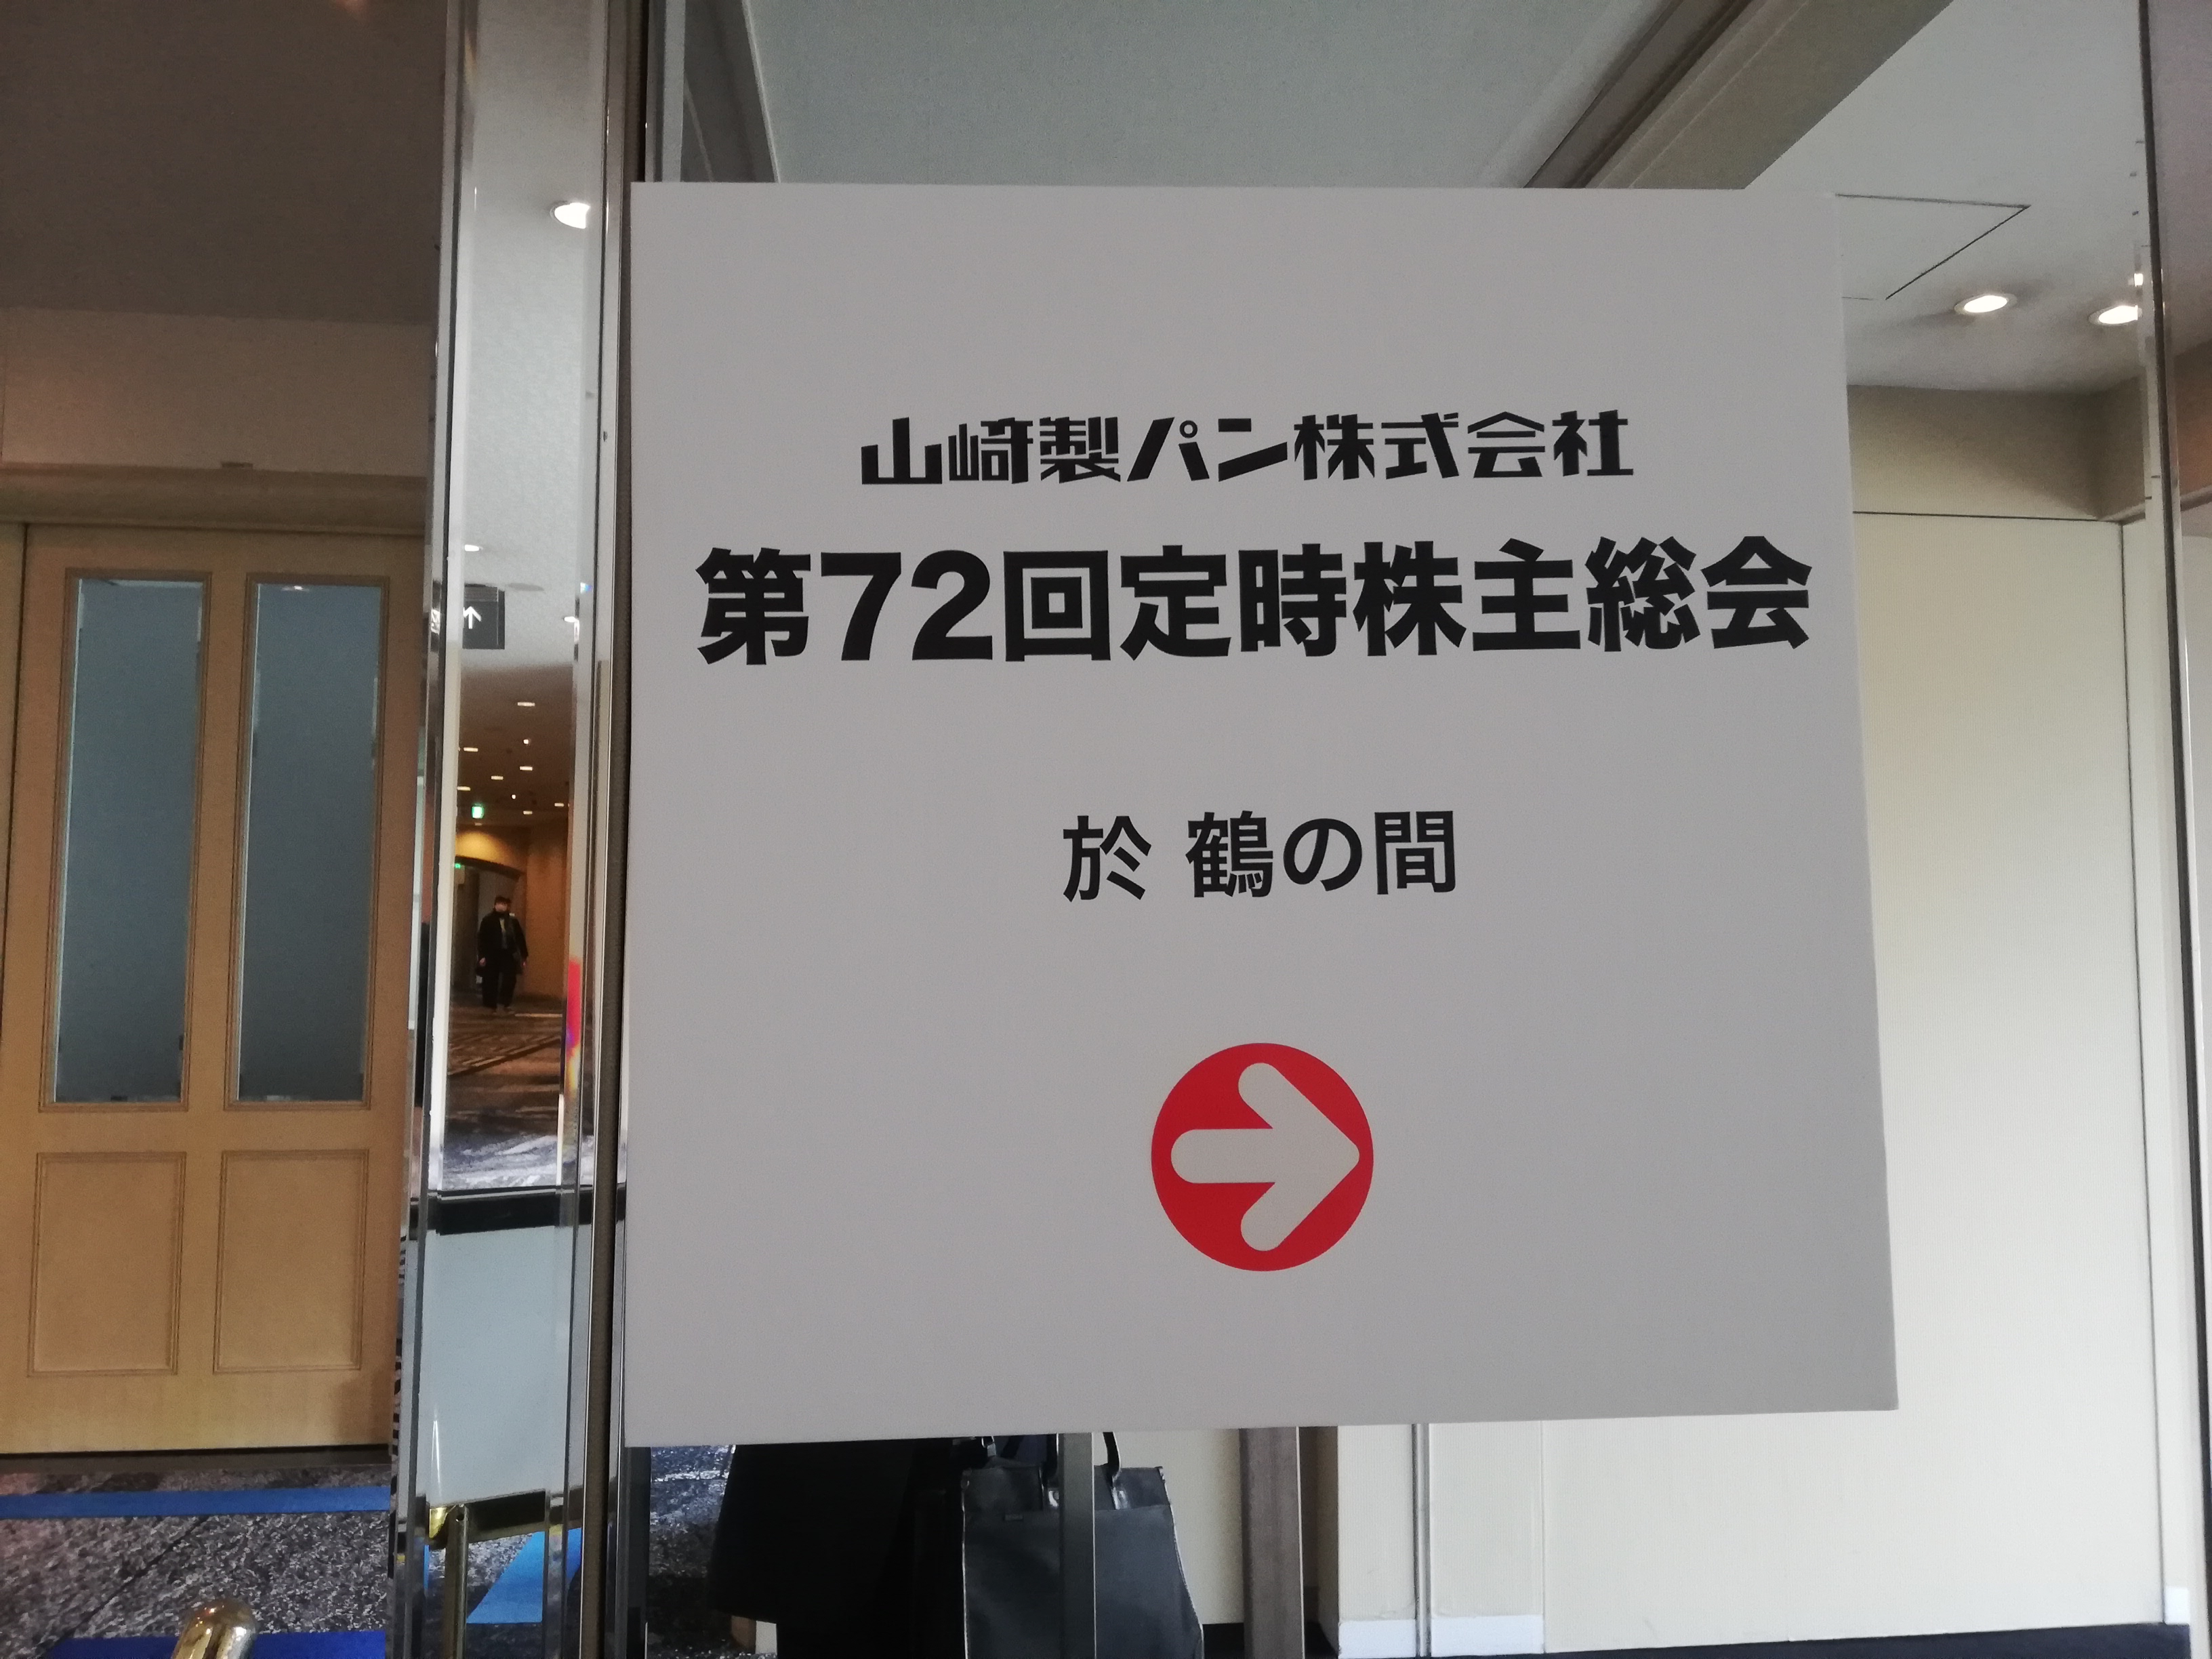 山崎製パン株式会社
第72回定時株主総会
於 鶴の間